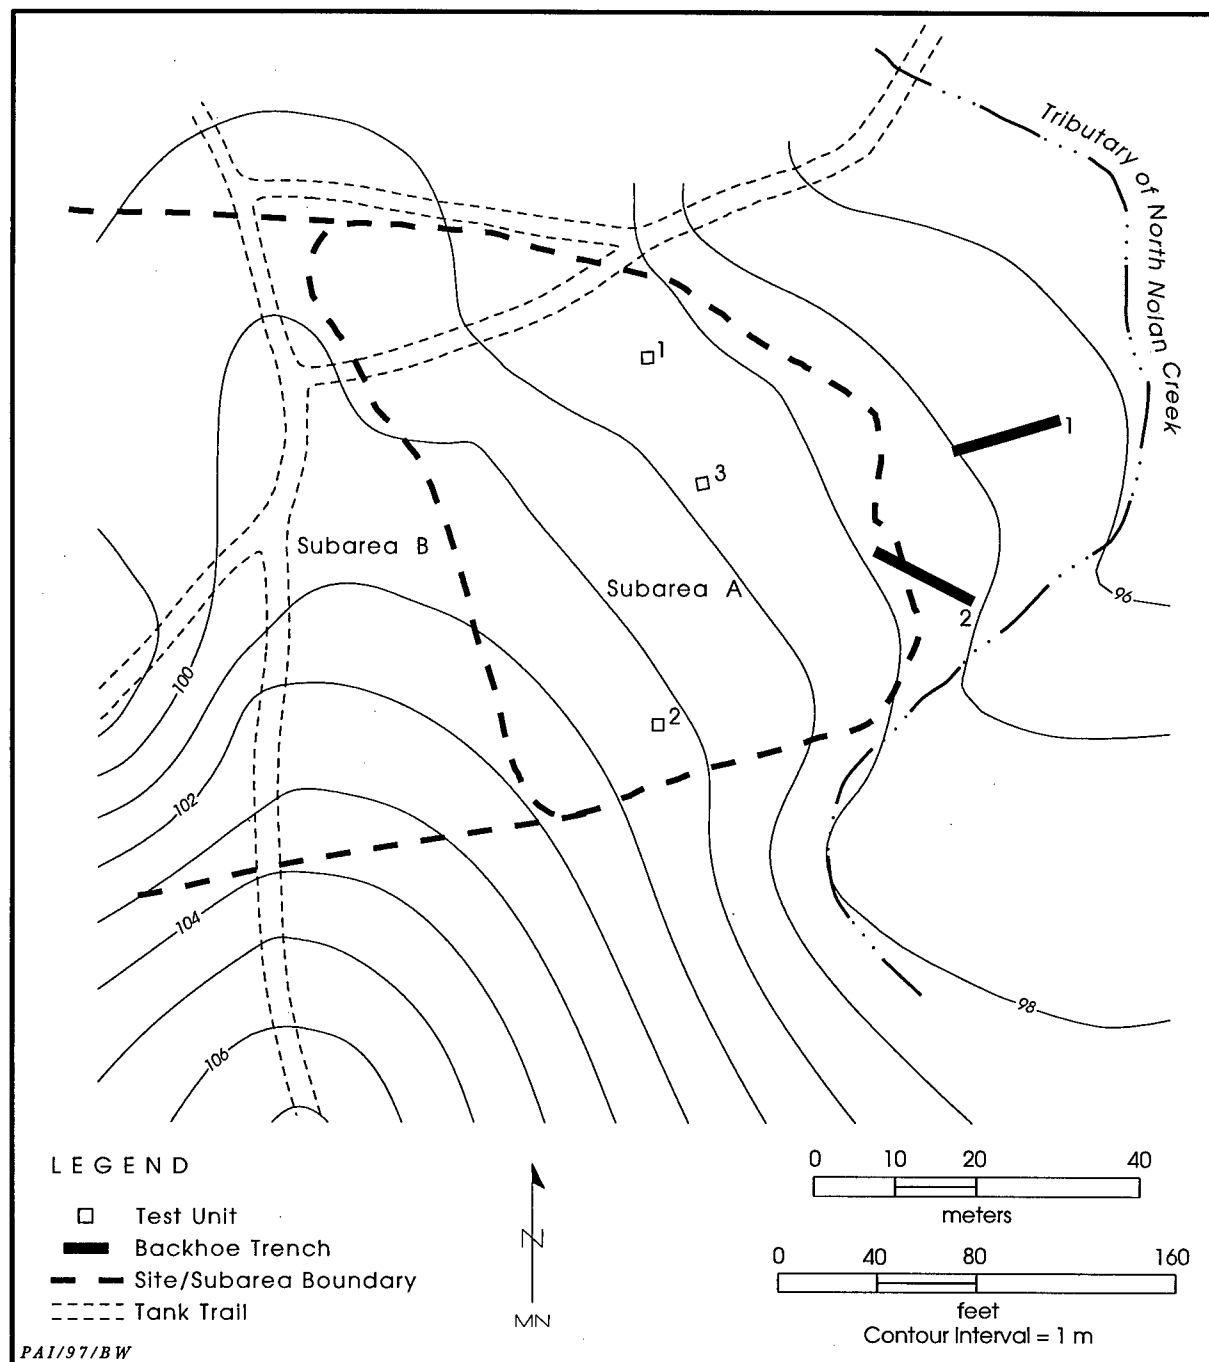 Tributary of North Nolan Creek
1
1
3
Subarea B
Subarea A
2
96
100
2
102
104
98
106
LEGEND
Test Unit
Backhoe Trench
Site/Subarea Boundary
Tank Trail
N
MN
0 10 20 40
meters
0 40 80 160
feet
Contour Interval = 1 m
PAI/97/BW